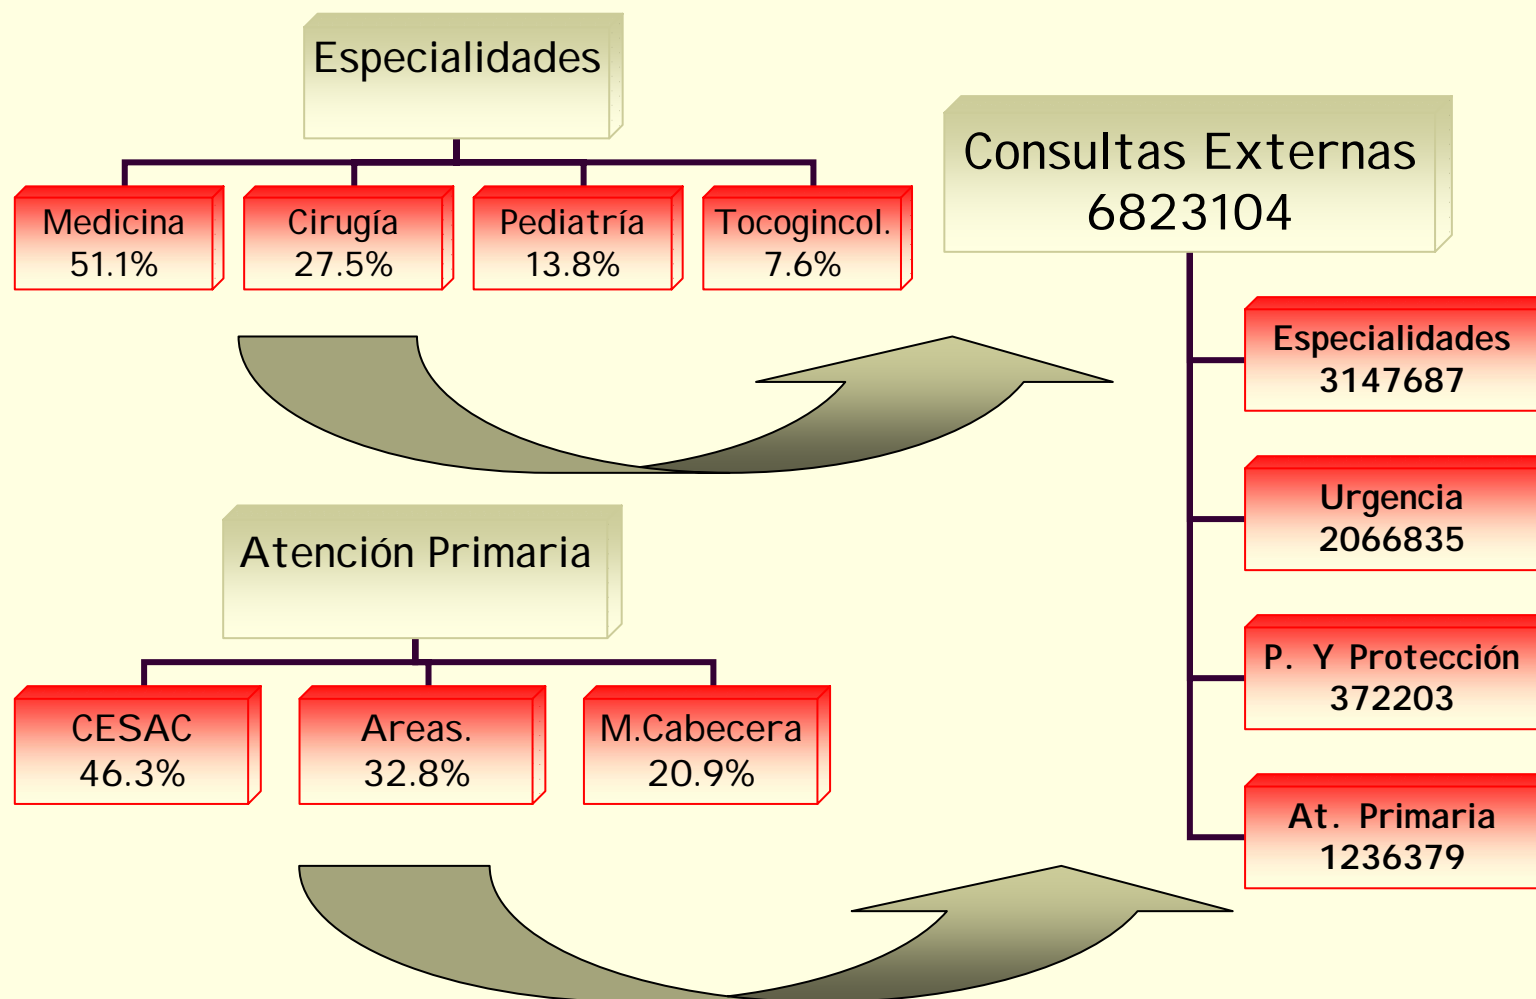 Especialidades
Medicina
51.1%
Cirugía
27.5%
Pediatría
13.8%
Tocogincol.
7.6%
Consultas Externas
6823104
Especialidades
3147687
Urgencia
2066835
P. Y Protección
372203
At. Primaria
1236379
Atención Primaria
CESAC
46.3%
Areas.
32.8%
M.Cabecera
20.9%